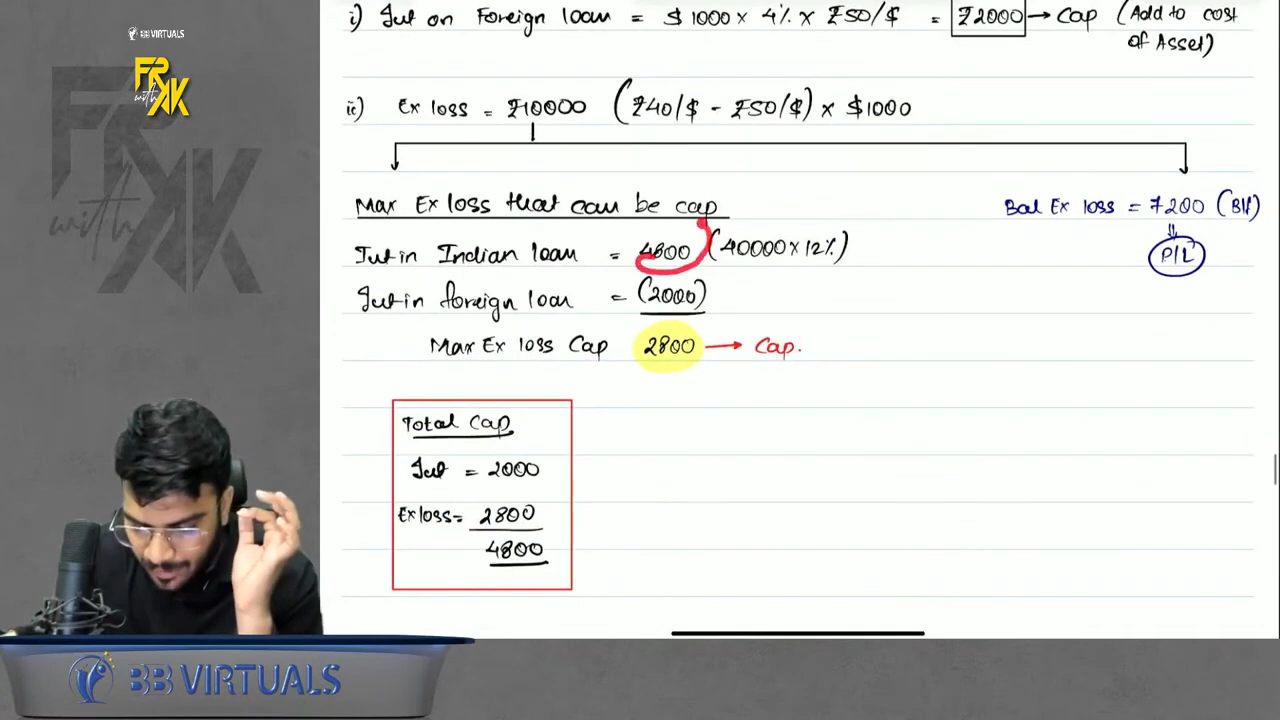 i) Int on Foreign loan = $ 1000 x 4% x ₹50/$ = ₹2000 → Cap (Add to cost of Asset)
BB VIRTUALS
FR
with AK
ii) Ex loss = ₹10000 (₹40/$ - ₹50/$) x $1000
FR
with AK
Max Ex loss that can be cap
Bal Ex loss = 7200 (B/f)
Int in Indian loan = 4800 (40000 x 12%)
P/L
Int in foreign loan = (2000)
Max Ex loss Cap 2800 → Cap.
Total Cap
Int = 2000
Ex loss = 2800
4800
BB VIRTUALS